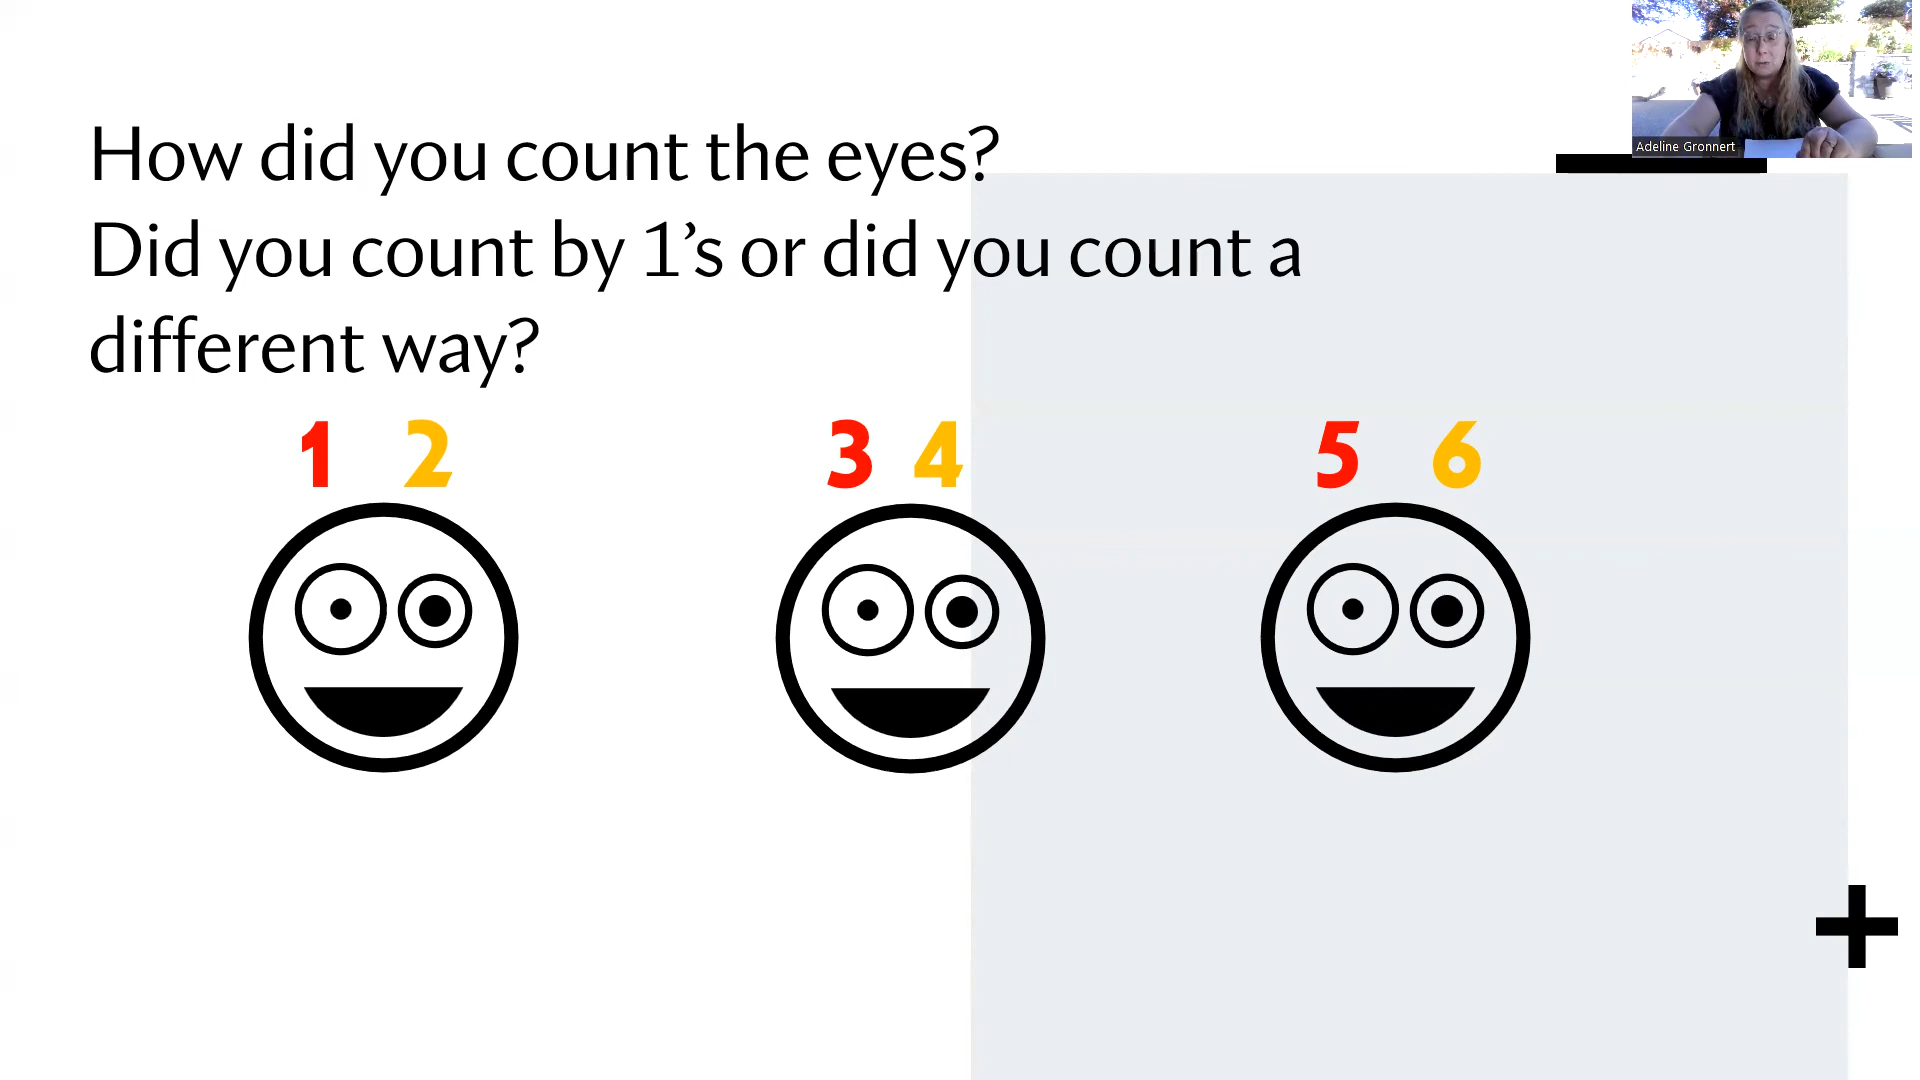 Adeline Gronnert
How did you count the eyes?
Did you count by 1’s or did you count a
different way?
1 2 3 4 5 6